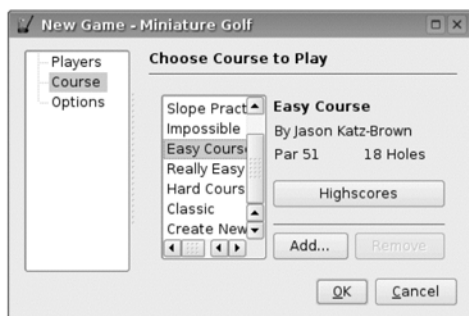 New Game - Miniature Golf
Players
Course
Options
Choose Course to Play
Slope Pract
Impossible
Easy Cours
Really Easy
Hard Cours
Classic
Create New
Easy Course
By Jason Katz-Brown
Par 51 18 Holes
Highscores
Add... Remove
OK Cancel